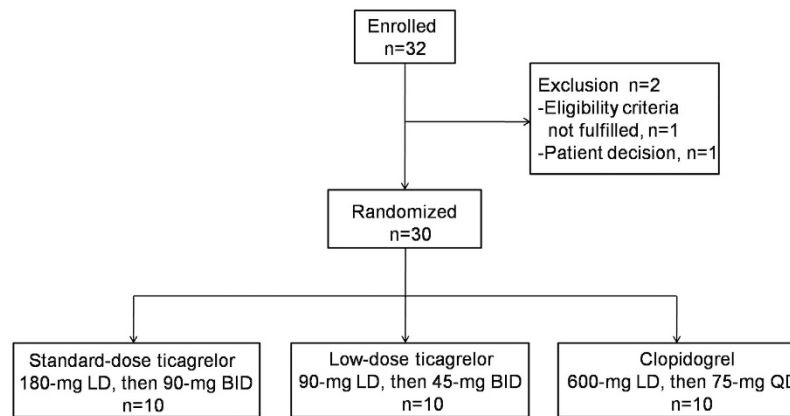 Enrolled
n=32
Exclusion n=2
-Eligibility criteria
not fulfilled, n=1
-Patient decision, n=1
Randomized
n=30
Standard-dose ticagrelor
180-mg LD, then 90-mg BID
n=10
Low-dose ticagrelor
90-mg LD, then 45-mg BID
n=10
Clopidogrel
600-mg LD, then 75-mg QD
n=10